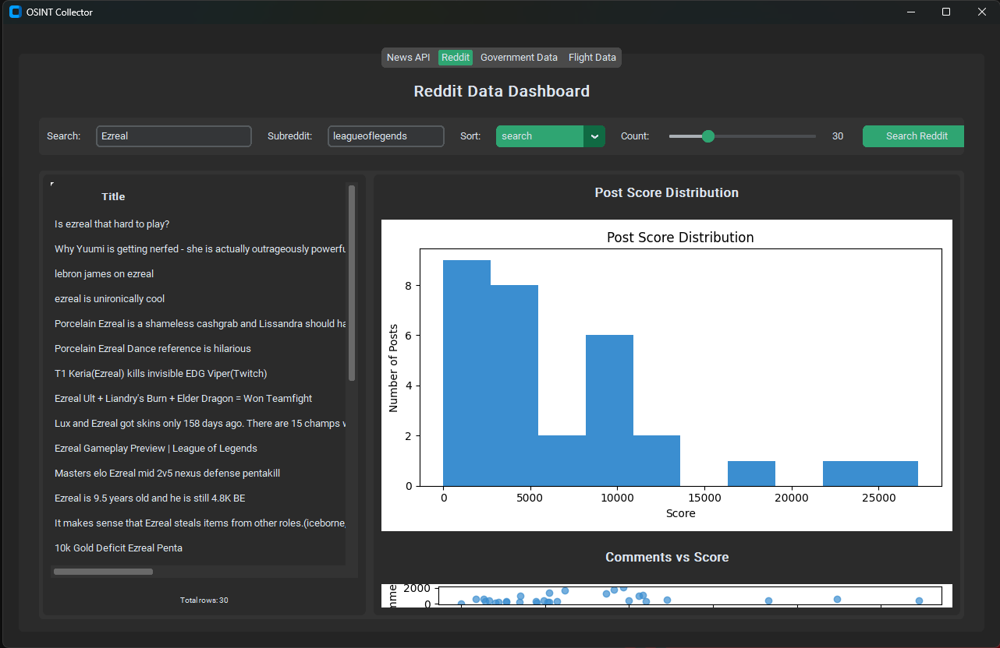 OSINT Collector
News API Reddit Government Data Flight Data
Reddit Data Dashboard
Search: Ezreal Subreddit: leagueoflegends Sort: search Count: 30 Search Reddit
Title
Is ezreal that hard to play?
Why Yuumi is getting nerfed - she is actually outrageously powerfu
lebron james on ezreal
ezreal is unironically cool
Porcelain Ezreal is a shameless cashgrab and Lissandra should ha
Porcelain Ezreal Dance reference is hilarious
T1 Keria(Ezreal) kills invisible EDG Viper(Twitch)
Ezreal Ult + Liandry's Burn + Elder Dragon = Won Teamfight
Lux and Ezreal got skins only 158 days ago. There are 15 champs w
Ezreal Gameplay Preview | League of Legends
Masters elo Ezreal mid 2v5 nexus defense pentakill
Ezreal is 9.5 years old and he is still 4.8K BE
It makes sense that Ezreal steals items from other roles.(iceborne,
10k Gold Deficit Ezreal Penta
Total rows: 30
Post Score Distribution
Post Score Distribution
Number of Posts
8
6
4
2
0
0 5000 10000 15000 20000 25000
Score
Comments vs Score
mme
2000
0